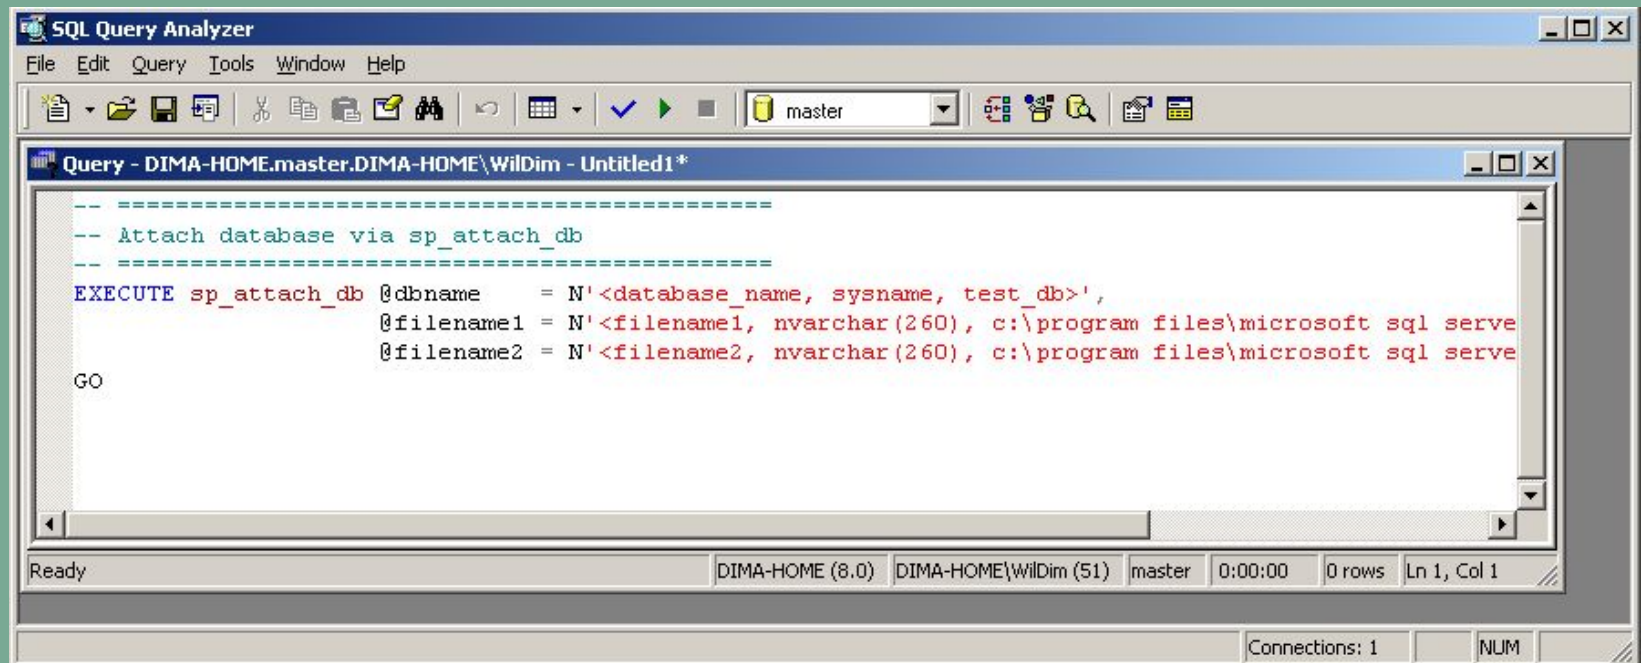 SQL Query Analyzer
File Edit Query Tools Window Help
master
Query - DIMA-HOME.master.DIMA-HOME\WilDim - Untitled1*
-- =============================================
-- Attach database via sp_attach_db
-- =============================================
EXECUTE sp_attach_db @dbname    = N'<database_name, sysname, test_db>',
@filename1 = N'<filename1, nvarchar(260), c:\program files\microsoft sql serve
@filename2 = N'<filename2, nvarchar(260), c:\program files\microsoft sql serve
GO
Ready DIMA-HOME (8.0) DIMA-HOME\WilDim (51) master 0:00:00 0 rows Ln 1, Col 1
Connections: 1 NUM